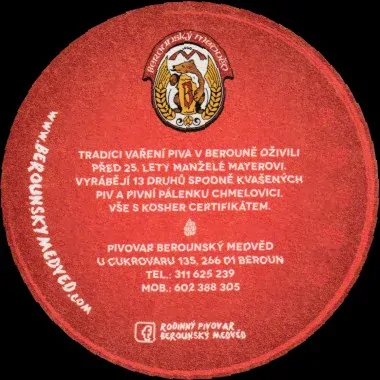 BEROUNSKÝ MEDVĚD
WWW.BEROUNSKYMEDVED.COM
TRADICI VAŘENÍ PIVA V BEROUNĚ OŽIVILI
PŘED 25. LETY MANŽELÉ MAYEROVI.
VYRÁBĚJÍ 13 DRUHŮ SPODNĚ KVAŠENÝCH
PIV A PIVNÍ PÁLENKU CHMELOVICI.
VŠE S KOSHER CERTIFIKÁTEM.
PIVOVAR BEROUNSKÝ MEDVĚD
U CUKROVARU 135, 266 01 BEROUN
TEL.: 311 625 239
MOB.: 602 388 305
RODINNÝ PIVOVAR
BEROUNSKÝ MEDVĚD